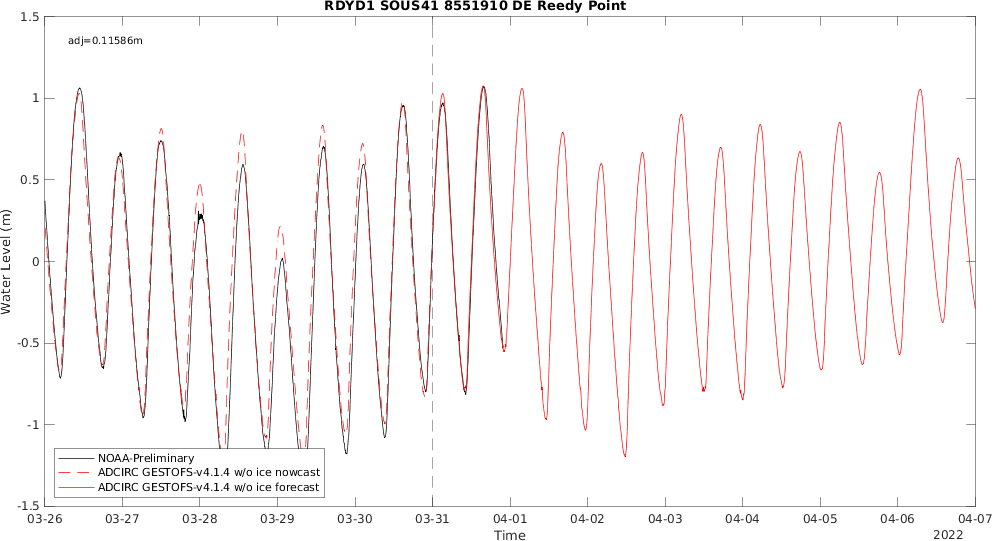 RDYD1 SOUS41 8551910 DE Reedy Point
adj=0.11586m
1.5
1
0.5
0
-0.5
-1
-1.5
Water Level (m)
NOAA-Preliminary
ADCIRC GESTOFS-v4.1.4 w/o ice nowcast
ADCIRC GESTOFS-v4.1.4 w/o ice forecast
03-26 03-27 03-28 03-29 03-30 03-31 04-01 04-02 04-03 04-04 04-05 04-06 04-07
Time
2022